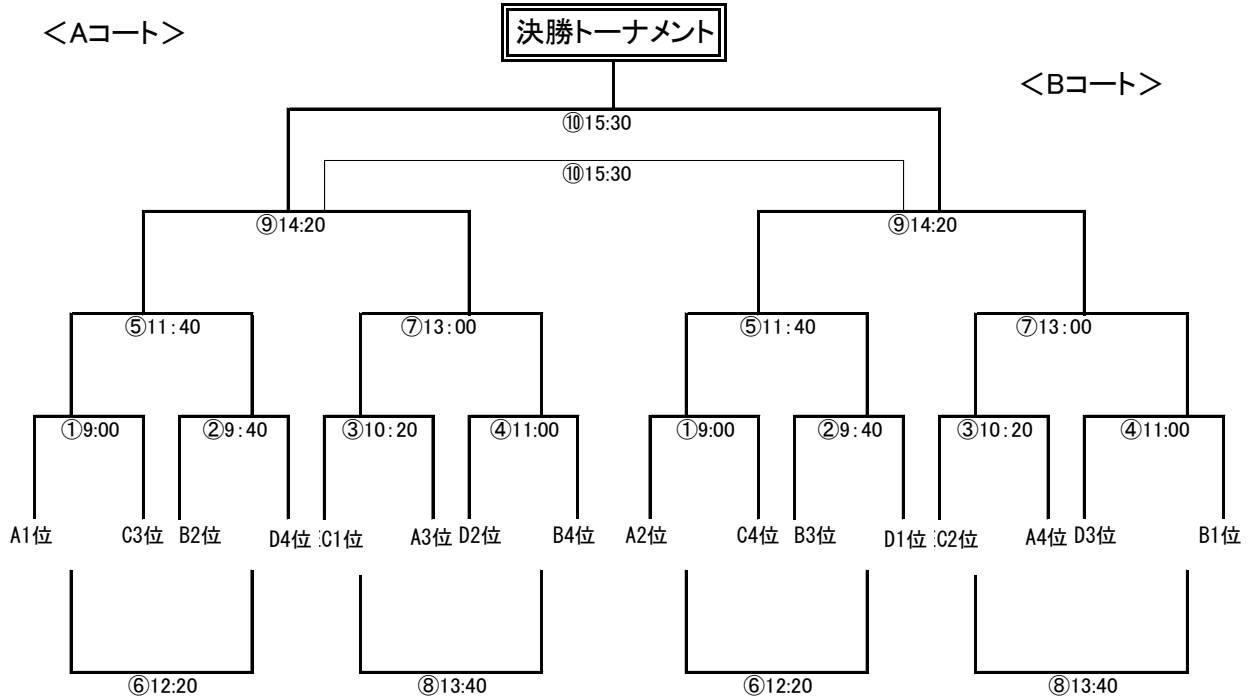 決勝トーナメント
＜Aコート＞
＜Bコート＞
⑩15:30
⑩15:30
⑨14:20 ⑨14:20
⑤11:40 ⑦13:00 ⑤11:40 ⑦13:00
①9:00 ②9:40 ③10:20 ④11:00 ①9:00 ②9:40 ③10:20 ④11:00
A1位 C3位 B2位 D4位 C1位 A3位 D2位 B4位 A2位 C4位 B3位 D1位 C2位 A4位 D3位 B1位
⑥12:20 ⑧13:40 ⑥12:20 ⑧13:40